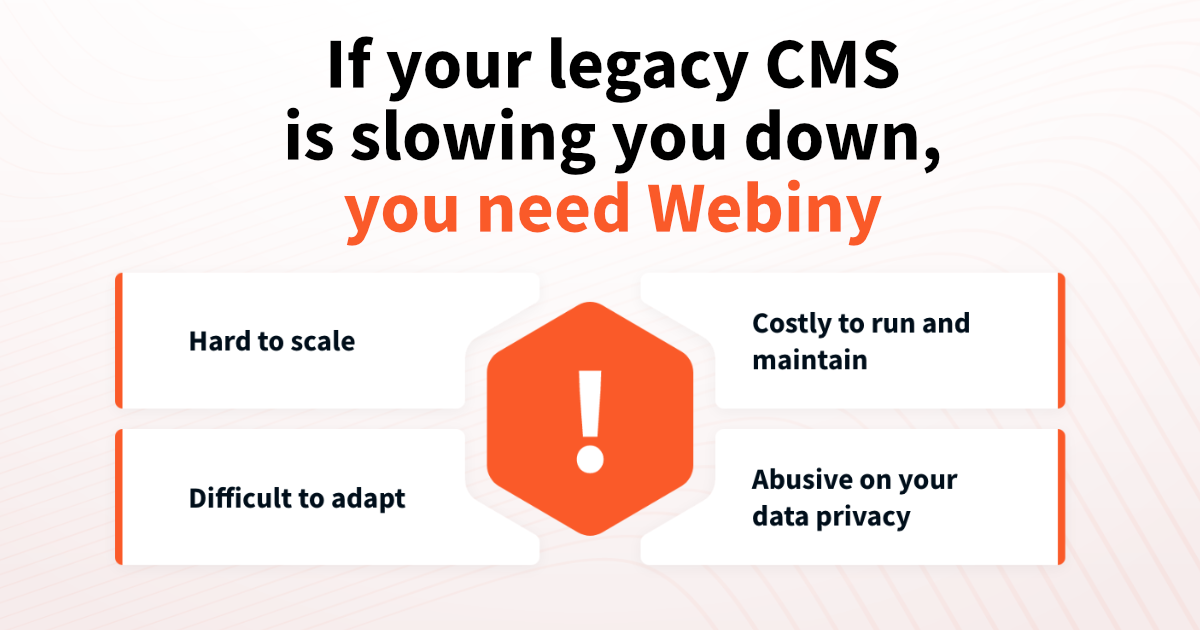 If your legacy CMS
is slowing you down,
you need Webiny
Hard to scale
Costly to run and
maintain
!
Difficult to adapt
Abusive on your
data privacy